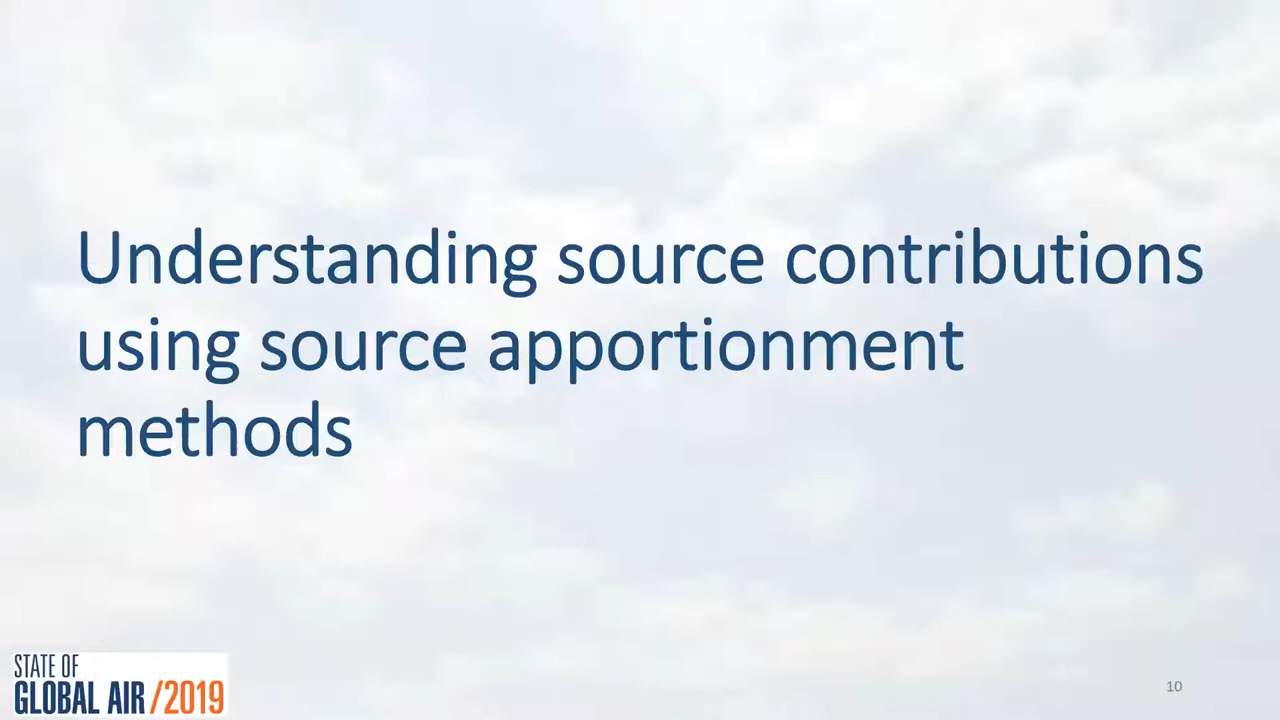 Understanding source contributions
using source apportionment
methods
STATE OF
GLOBAL AIR/2019
10